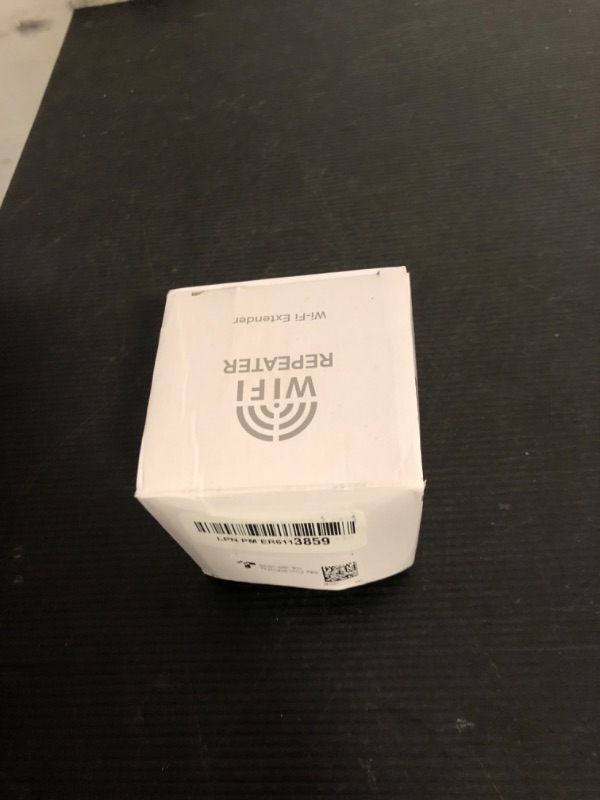 WIFI
REPEATER
Wi-Fi Extender
LPN PM ER6113859